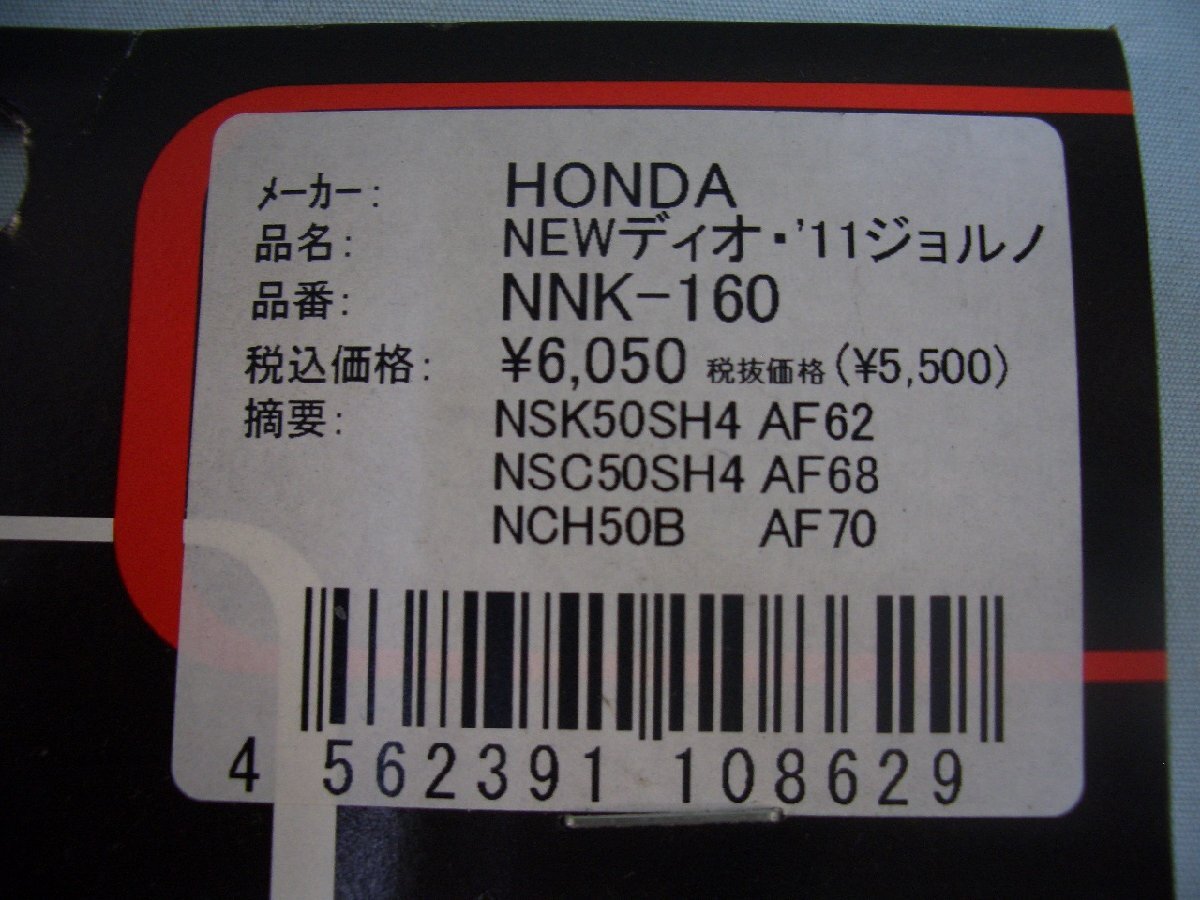 メーカー: HONDA
品名: NEWディオ・'11ジョルノ
品番: NNK-160
税込価格: ¥6,050 税抜価格 (¥5,500)
摘要: NSK50SH4 AF62
NSC50SH4 AF68
NCH50B AF70
4 562391 108629